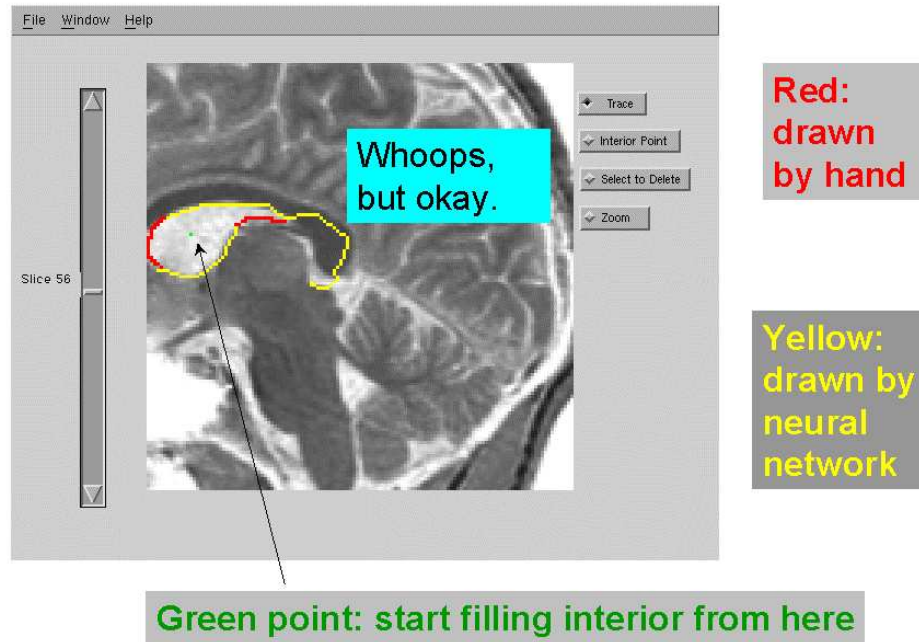 File Window Help
Whoops,
but okay.
Trace
Interior Point
Select to Delete
Zoom
Slice 56
Red:
drawn
by hand
Yellow:
drawn by
neural
network
Green point: start filling interior from here